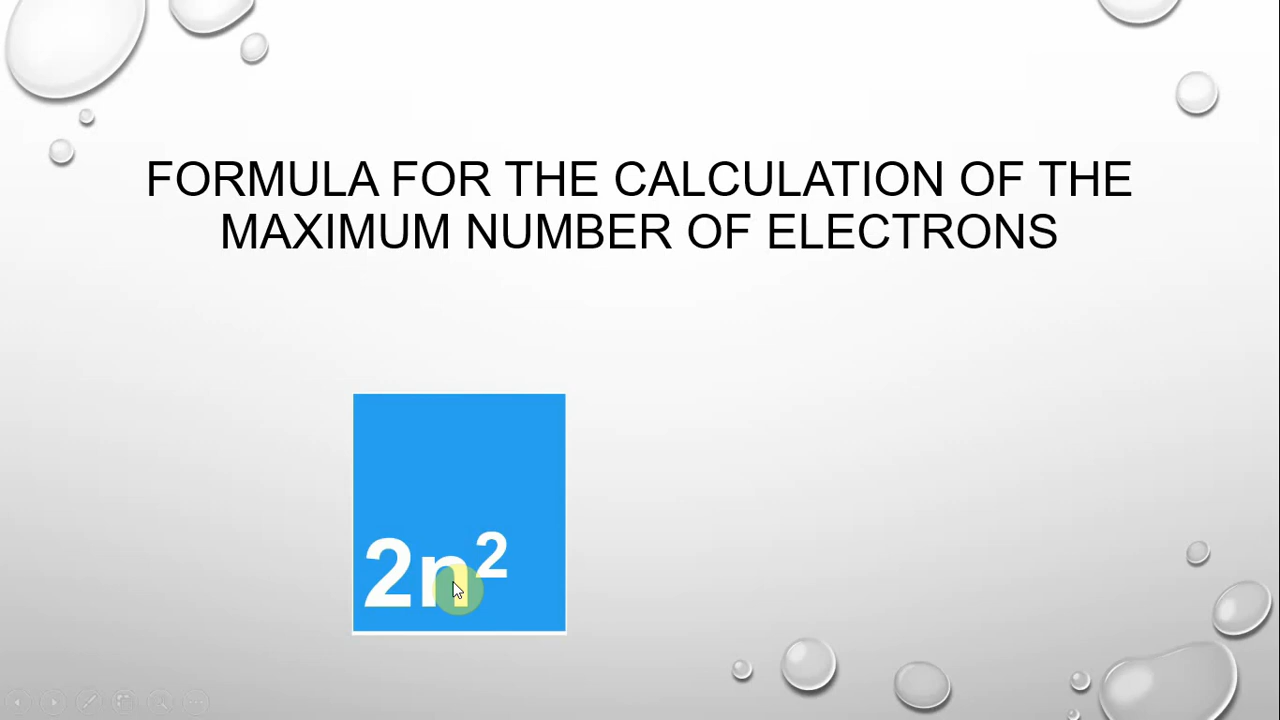 FORMULA FOR THE CALCULATION OF THE
MAXIMUM NUMBER OF ELECTRONS
2n²